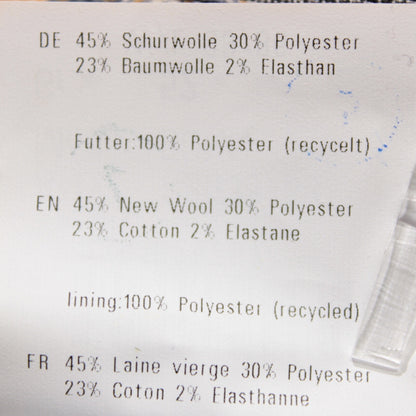 DE 45% Schurwolle 30% Polyester
23% Baumwolle 2% Elasthan
Futter:100% Polyester (recycelt)
EN 45% New Wool 30% Polyester
23% Cotton 2% Elastane
lining:100% Polyester (recycled)
FR 45% Laine vierge 30% Polyester
23% Coton 2% Elasthanne